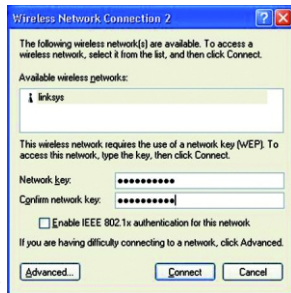 Wireless Network Connection 2
The following wireless network(s) are available. To access a
wireless network, select it from the list, and then click Connect.
Available wireless networks:
linksys
This wireless network requires the use of a network key (WEP). To
access this network, type the key, then click Connect.
Network key: ••••••••••
Confirm network key: ••••••••••
Enable IEEE 802.1x authentication for this network
If you are having difficulty connecting to a network, click Advanced.
Advanced... Connect Cancel